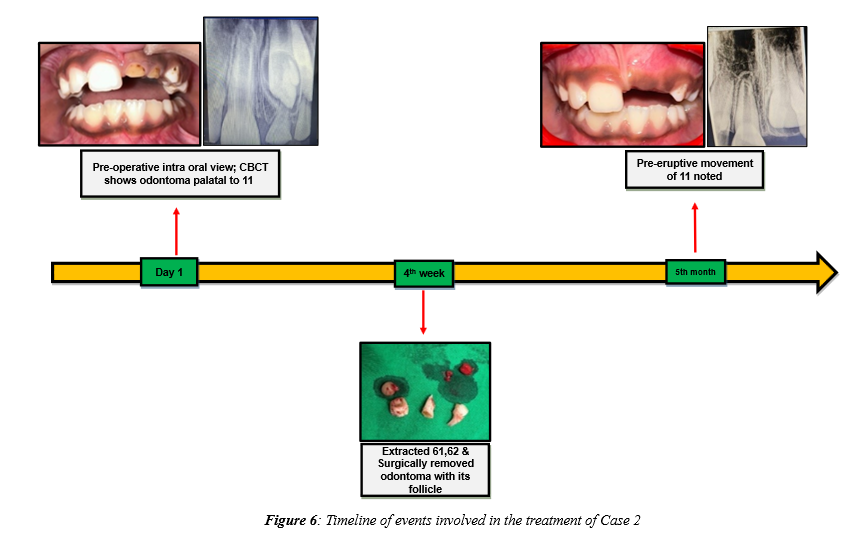 Pre-operative intra oral view; CBCT
shows odontoma palatal to 11
Pre-eruptive movement
of 11 noted
Day 1
4th week
5th month
Extracted 61,62 &
Surgically removed
odontoma with its
follicle
Figure 6: Timeline of events involved in the treatment of Case 2